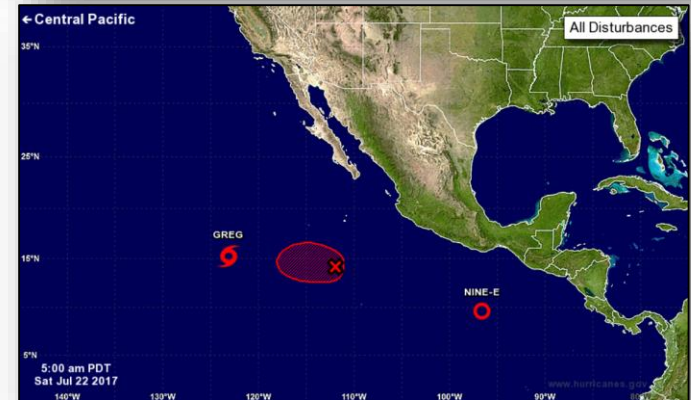 ← Central Pacific
All Disturbances
35°N
25°N
GREG
15°N
NINE-E
5°N
5:00 am PDT
Sat Jul 22 2017
www.hurricanes.gov
140°W 130°W 120°W 110°W 100°W 90°W 80°W